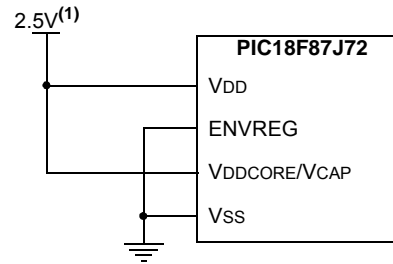 2.5V(1)
PIC18F87J72
VDD
ENVREG
VDDCORE/VCAP
VSS